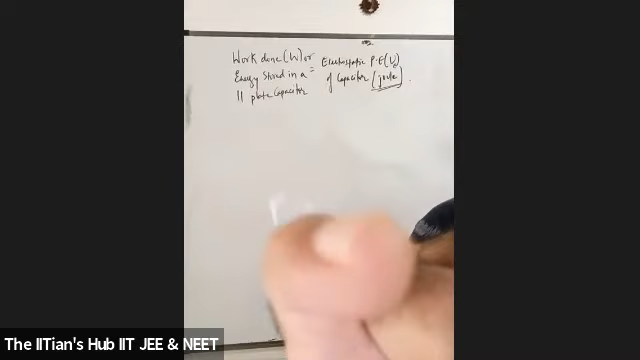 Work done (W) or
Energy Stored in a = Electrostatic P.E (U)
|| plate Capacitor of Capacitor (joule).
The IITian's Hub IIT JEE & NEET